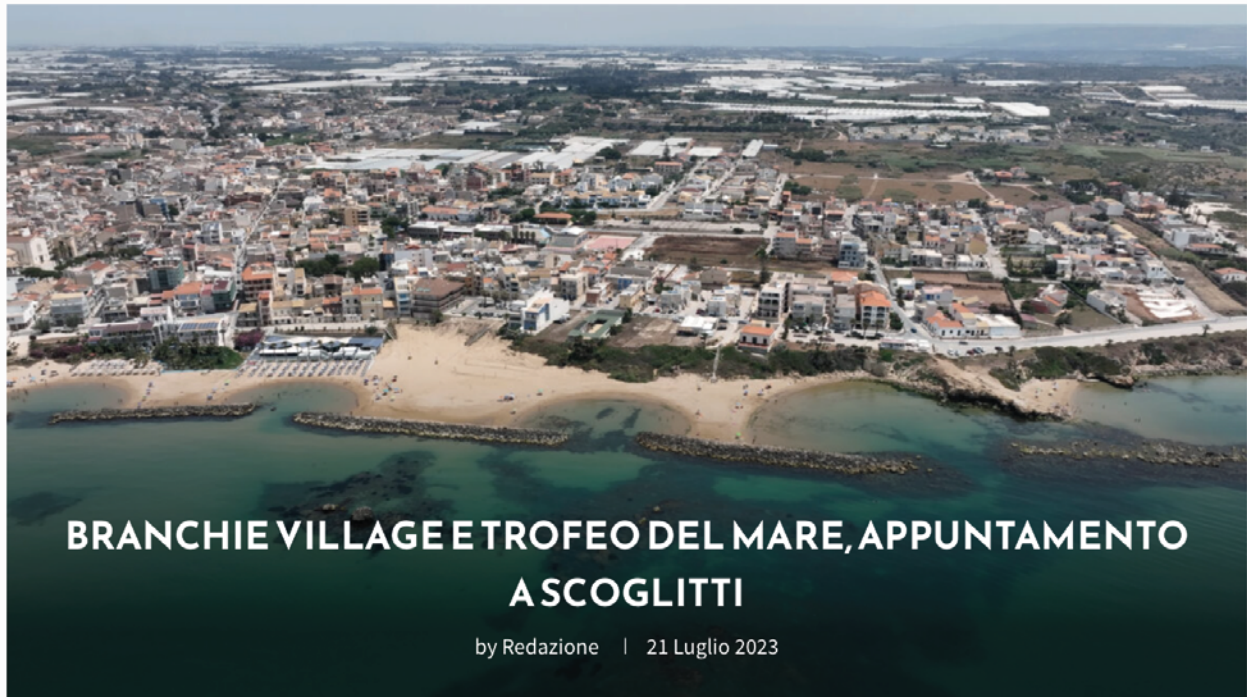 BRANCHIE VILLAGE E TROFEO DEL MARE, APPUNTAMENTO
A SCOGLITTI
by Redazione | 21 Luglio 2023